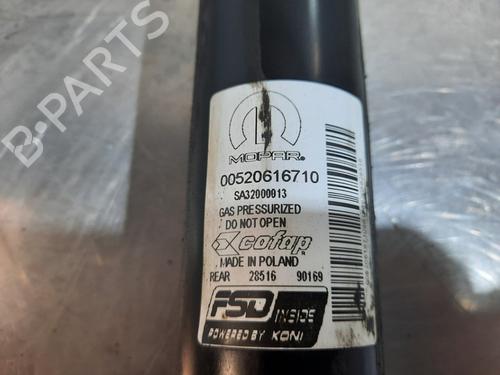 B-PARTS
MOPAR®
00520616710
SA32000013
GAS PRESSURIZED
DO NOT OPEN
cofap®
MADE IN POLAND
REAR 28516 90169
FSD INSIDE
POWERED BY KONI